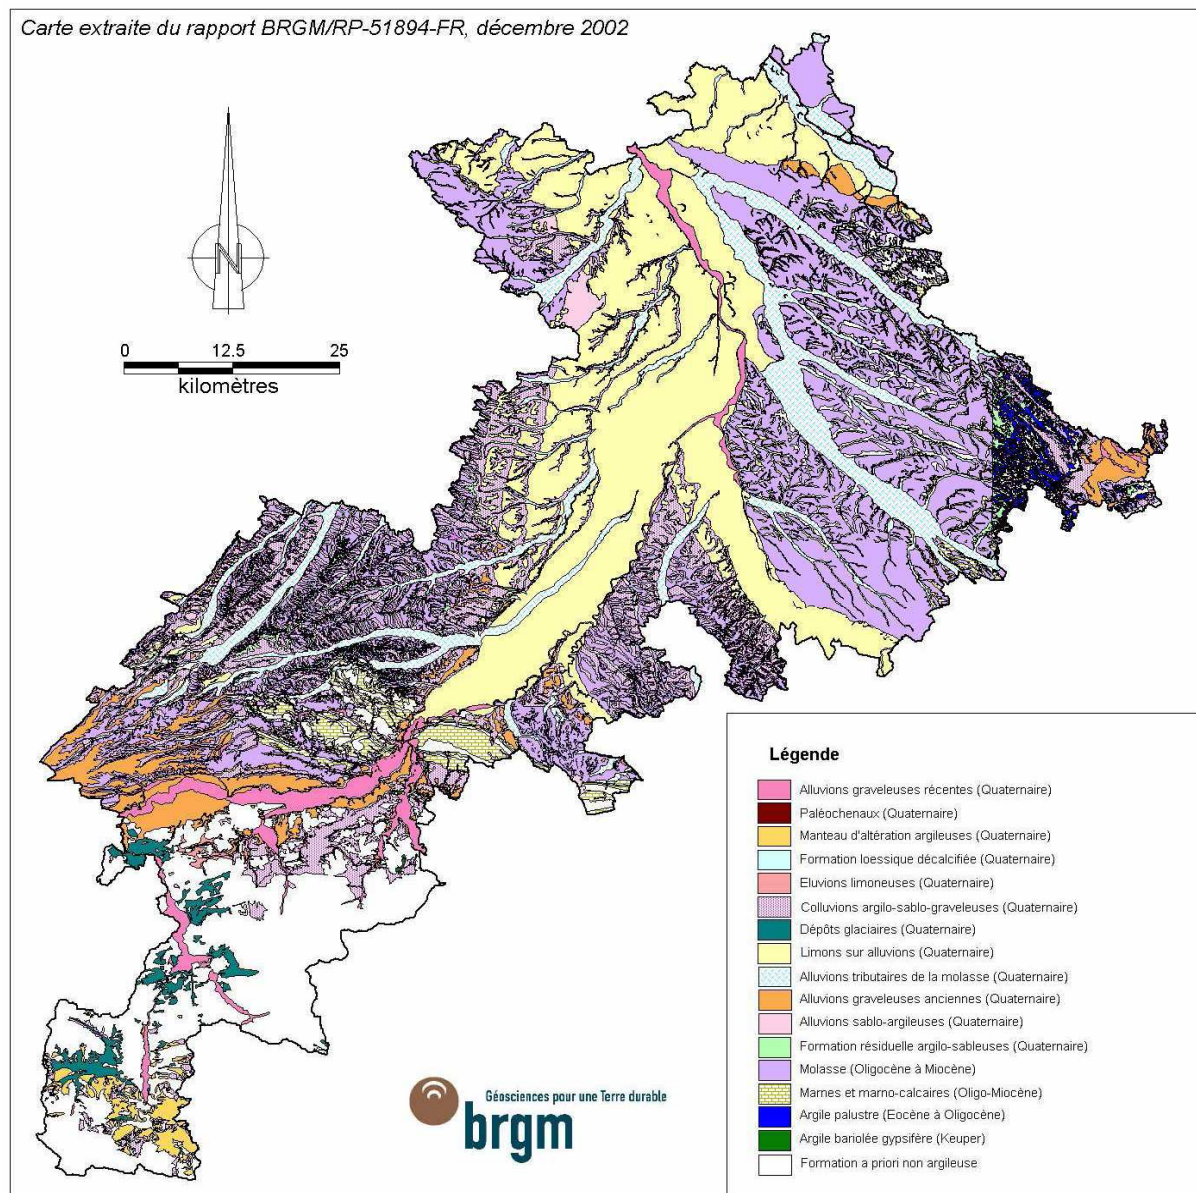 Carte extraite du rapport BRGM/RP-51894-FR, décembre 2002
N
0 12.5 25
kilomètres
Légende
Alluvions graveleuses récentes (Quaternaire)
Paléochenaux (Quaternaire)
Manteau d'altération argileuses (Quaternaire)
Formation loessique décalcifiée (Quaternaire)
Eluvions limoneuses (Quaternaire)
Colluvions argilo-sablo-graveleuses (Quaternaire)
Dépôts glaciaires (Quaternaire)
Limons sur alluvions (Quaternaire)
Alluvions tributaires de la molasse (Quaternaire)
Alluvions graveleuses anciennes (Quaternaire)
Alluvions sablo-argileuses (Quaternaire)
Formation résiduelle argilo-sableuses (Quaternaire)
Molasse (Oligocène à Miocène)
Marnes et marno-calcaires (Oligo-Miocène)
Argile palustre (Eocène à Oligocène)
Argile bariolée gypsifère (Keuper)
Formation a priori non argileuse
Géosciences pour une Terre durable
brgm